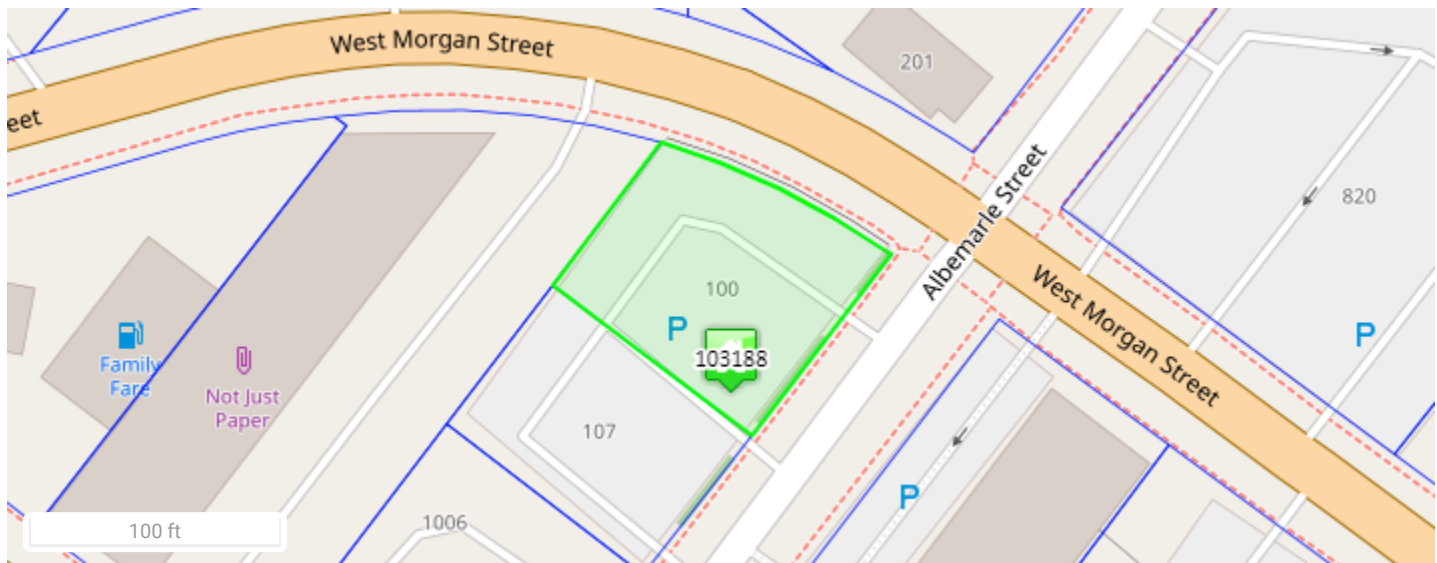 West Morgan Street
201
eet
Albemarle Street
820
100
P
P
103188
Family
Fare
Not Just
Paper
West Morgan Street
107
P
1006
100 ft